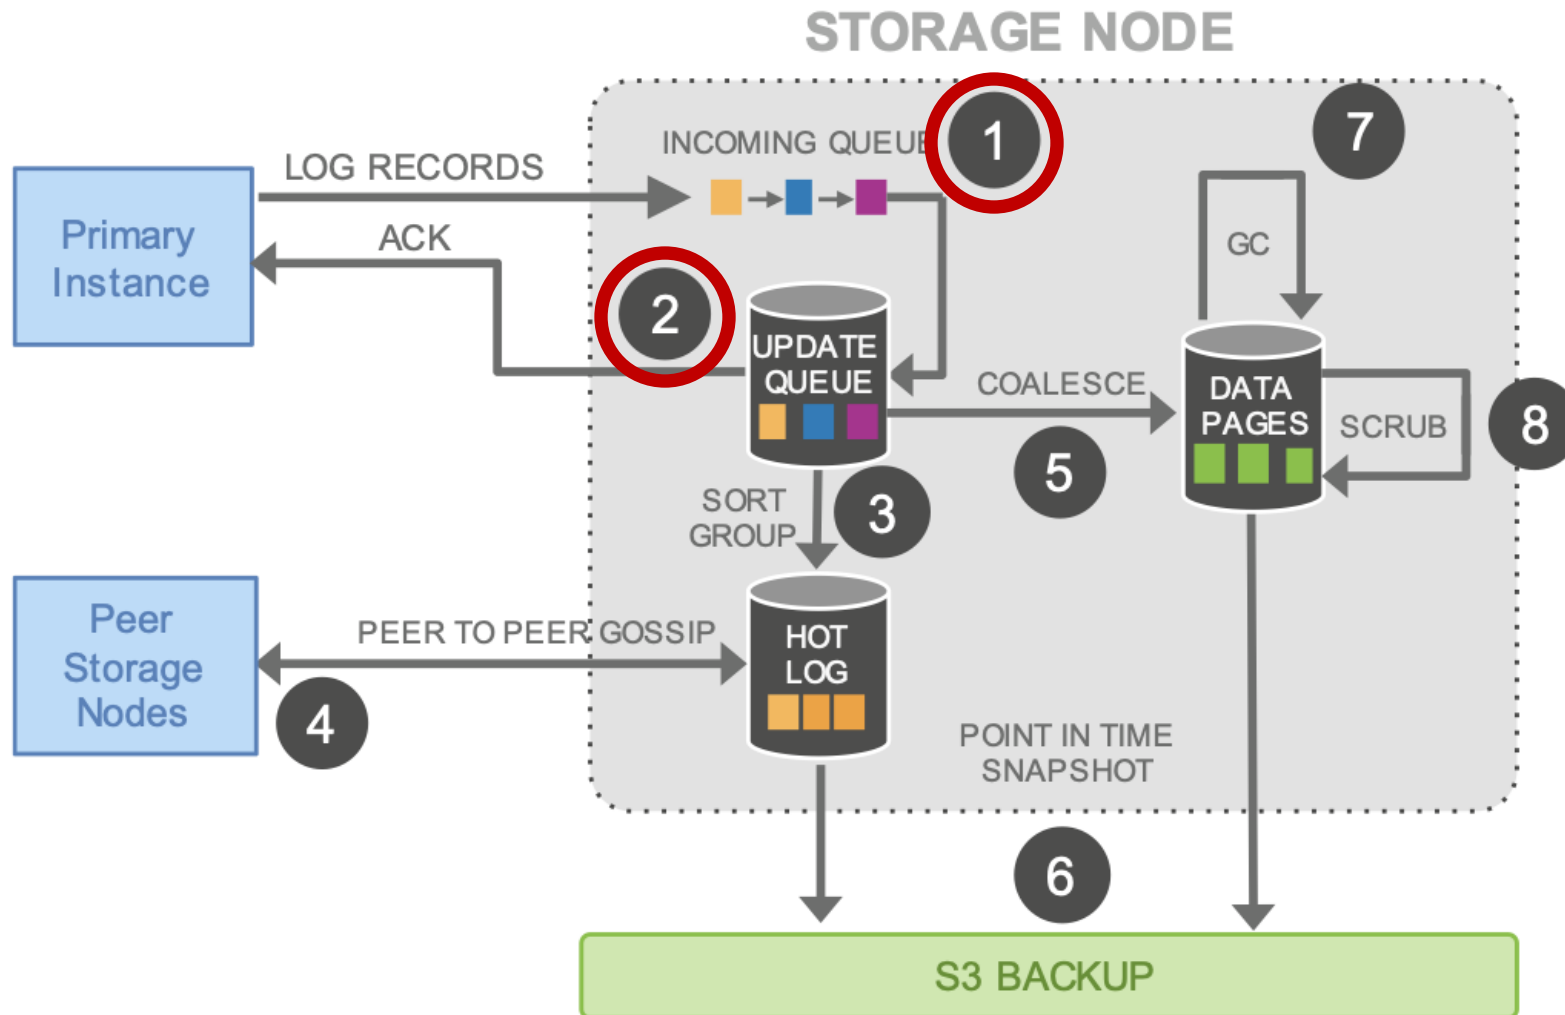 STORAGE NODE
INCOMING QUEUE
1
7
LOG RECORDS
ACK
Primary
Instance
GC
2
UPDATE
QUEUE
COALESCE
5
DATA
PAGES
SCRUB
8
SORT
GROUP
3
Peer
Storage
Nodes
PEER TO PEER GOSSIP
4
HOT
LOG
POINT IN TIME
SNAPSHOT
6
S3 BACKUP